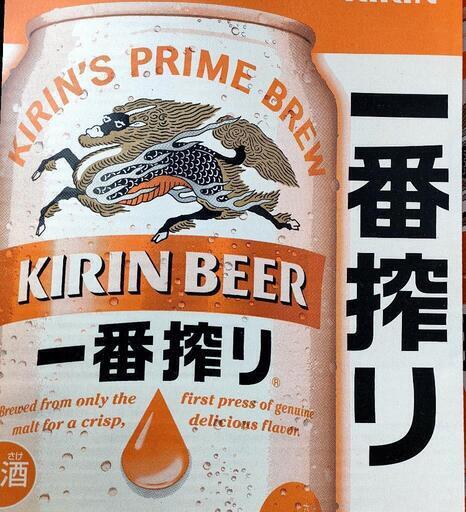 KIRIN
KIRIN'S PRIME BREW
KIRIN BEER
一番搾り
®
Brewed from only the first press of genuine
malt for a crisp, delicious flavor.
さけ
酒
一番搾り